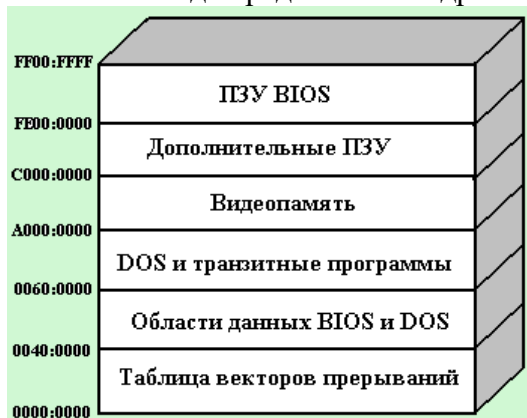 FF00:FFFF
ПЗУ BIOS
FE00:0000
Дополнительные ПЗУ
C000:0000
Видеопамять
A000:0000
DOS и транзитные программы
0060:0000
Области данных BIOS и DOS
0040:0000
Таблица векторов прерываний
0000:0000